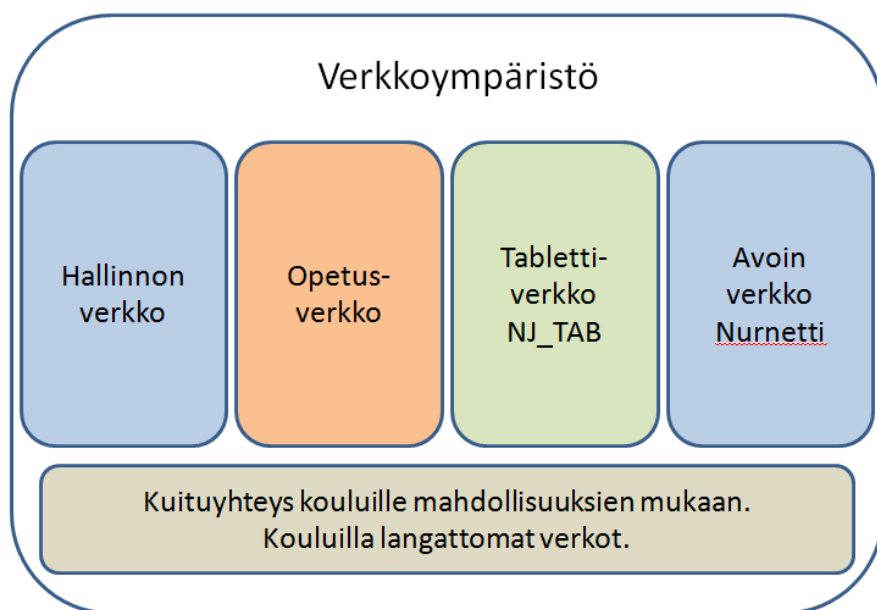 Verkkoympäristö
Hallinnon
verkko
Opetus-
verkko
Tabletti-
verkko
NJ_TAB
Avoin
verkko
Nurnetti
Kuituyhteys kouluille mahdollisuuksien mukaan.
Kouluilla langattomat verkot.